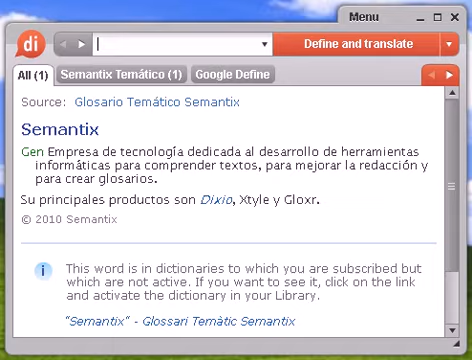 Menu
di
Define and translate
All (1) Semantix Temático (1) Google Define
Source: Glosario Temático Semantix
Semantix
Gen Empresa de tecnología dedicada al desarrollo de herramientas
informáticas para comprender textos, para mejorar la redacción y
para crear glosarios.
Su principales productos son Dixio, Xtyle y Gloxr.
© 2010 Semantix
i
This word is in dictionaries to which you are subscribed but
which are not active. If you want to see it, click on the link
and activate the dictionary in your Library.
"Semantix" - Glossari Temàtic Semantix